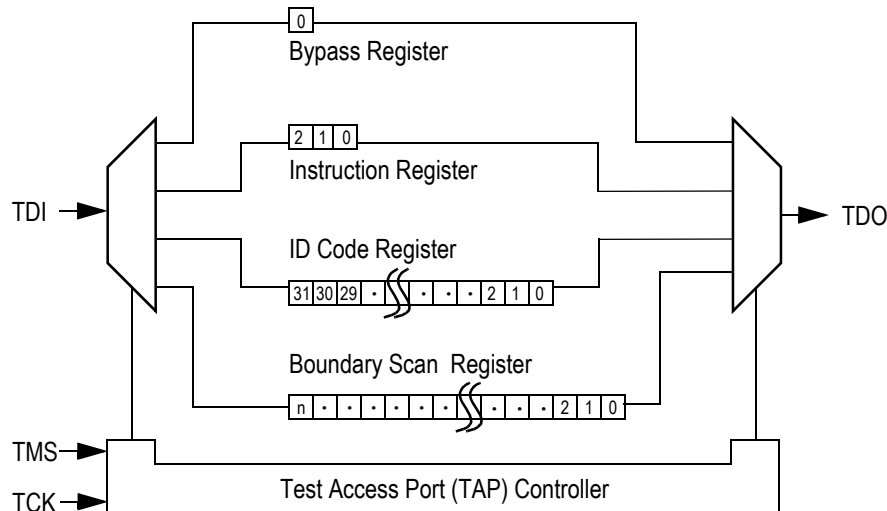 0
Bypass Register
2 1 0
Instruction Register
TDI
TDO
ID Code Register
31 30 29 · · · · 2 1 0
Boundary Scan Register
n · · · · · · · · · 2 1 0
TMS
Test Access Port (TAP) Controller
TCK